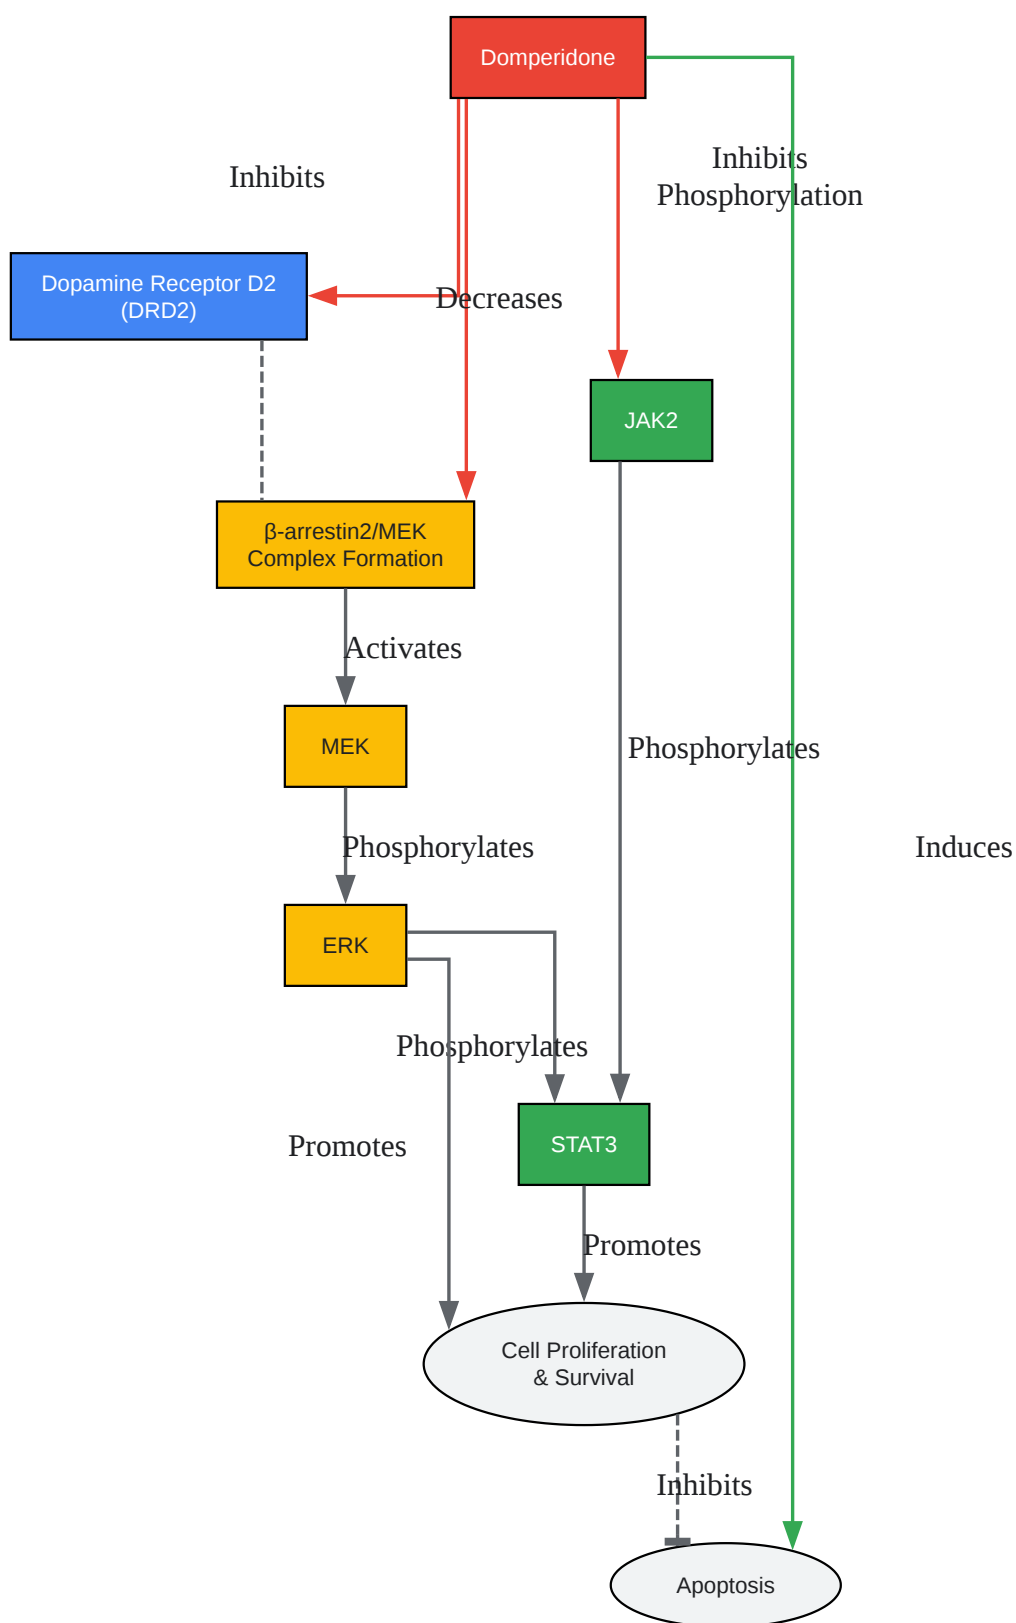 Domperidone
Inhibits
Phosphorylation
Inhibits
Dopamine Receptor D2
(DRD2)
Decreases
JAK2
β-arrestin2/MEK
Complex Formation
Activates
MEK
Phosphorylates
Phosphorylates
Induces
ERK
Phosphorylates
Promotes
STAT3
Promotes
Cell Proliferation
& Survival
Inhibits
Apoptosis